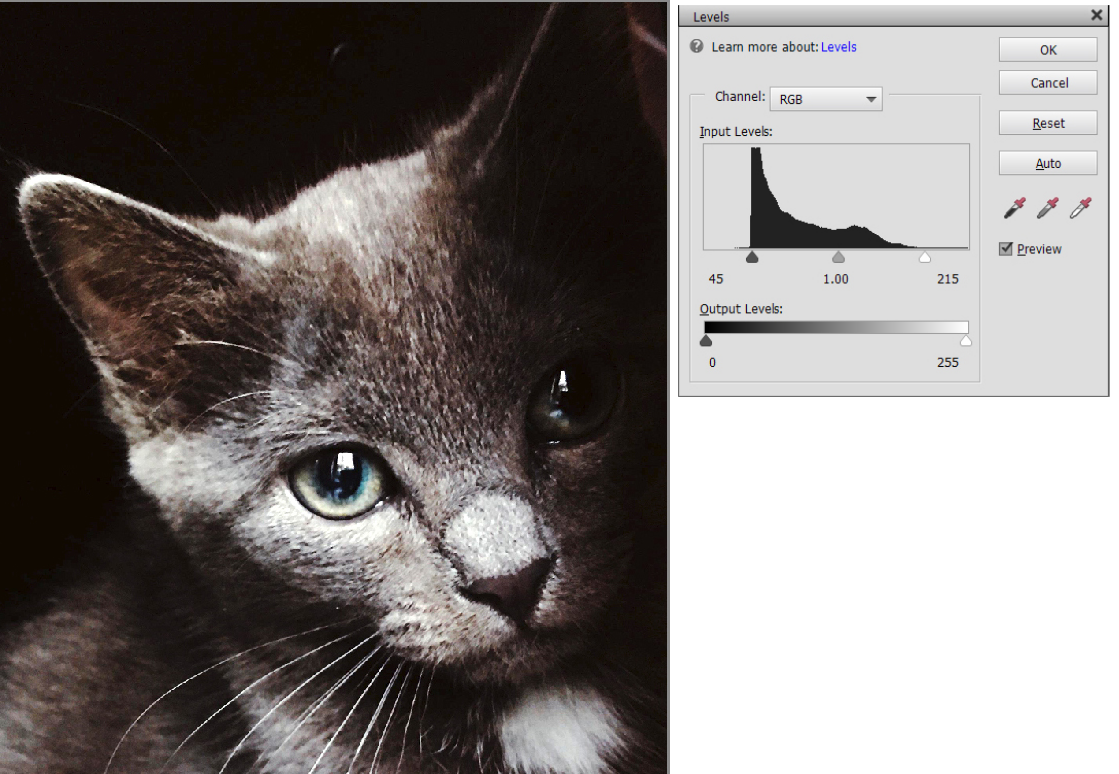 Levels
Learn more about: Levels
OK
Cancel
Channel: RGB
Reset
Input Levels:
Auto
Preview
45 1.00 215
Output Levels:
0 255